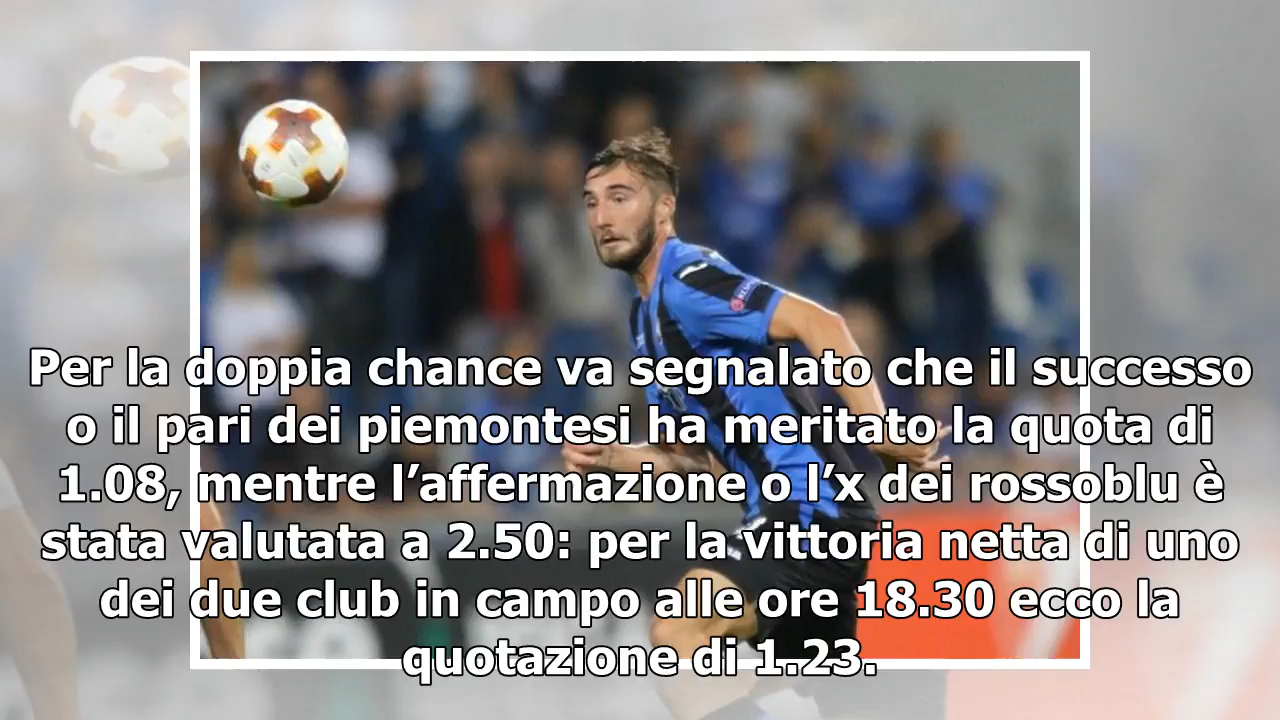 Per la doppia chance va segnalato che il successo
o il pari dei piemontesi ha meritato la quota di
1.08, mentre l’affermazione o l’x dei rossoblu è
stata valutata a 2.50: per la vittoria netta di uno
dei due club in campo alle ore 18.30 ecco la
quotazione di 1.23.